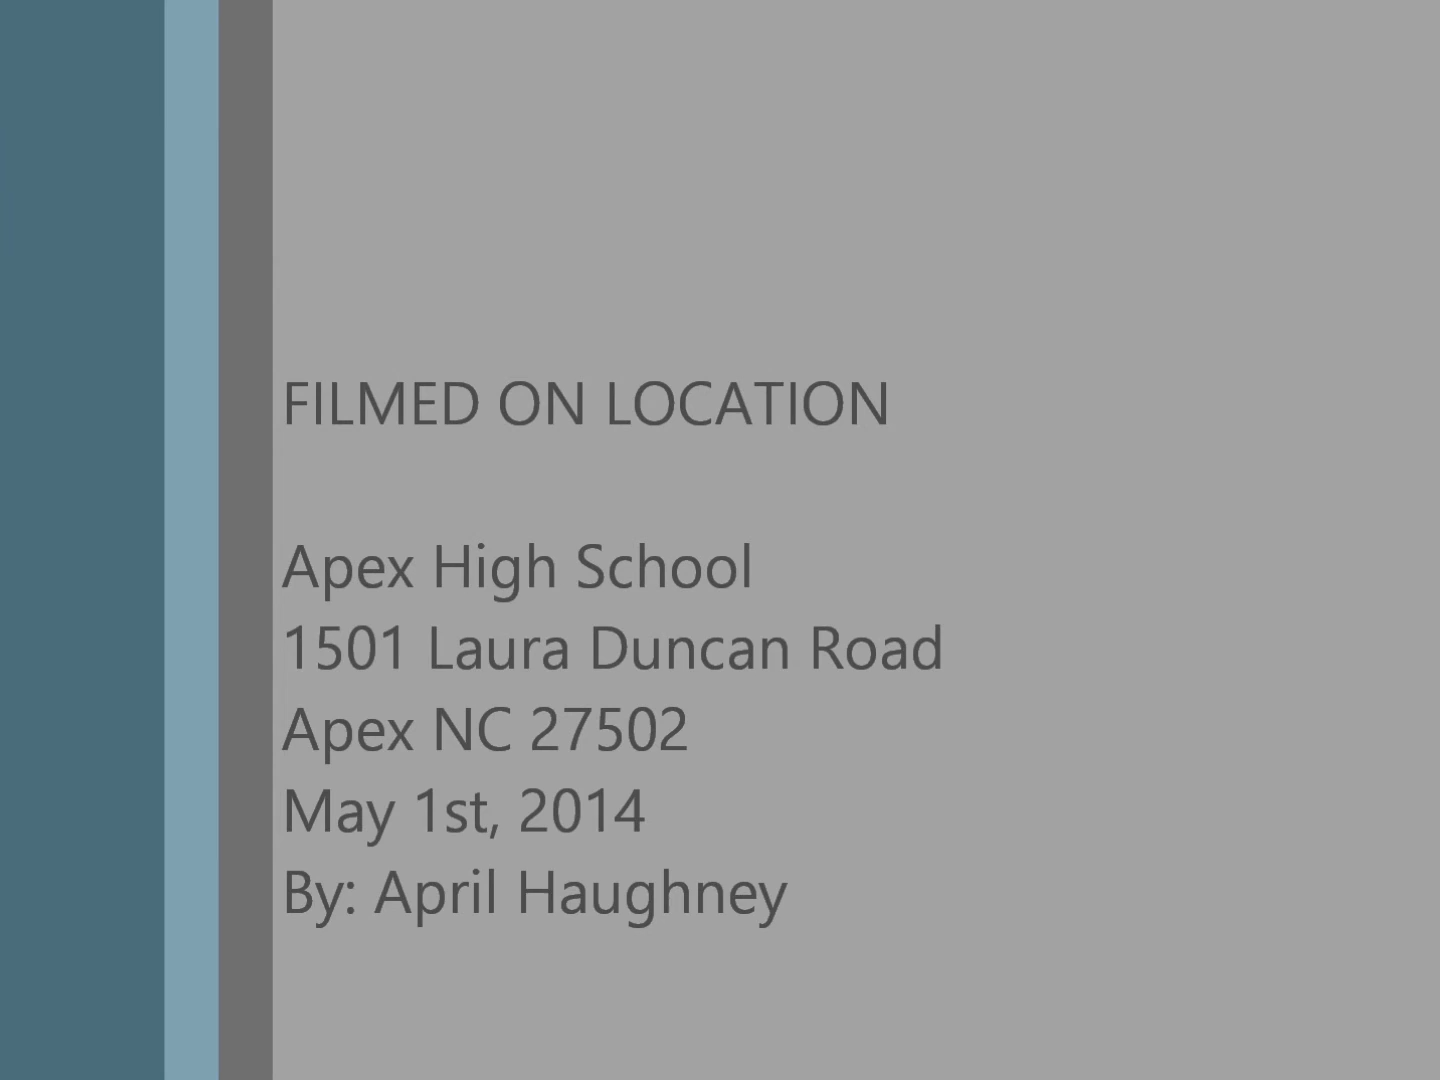 FILMED ON LOCATION
Apex High School
1501 Laura Duncan Road
Apex NC 27502
May 1st, 2014
By: April Haughney